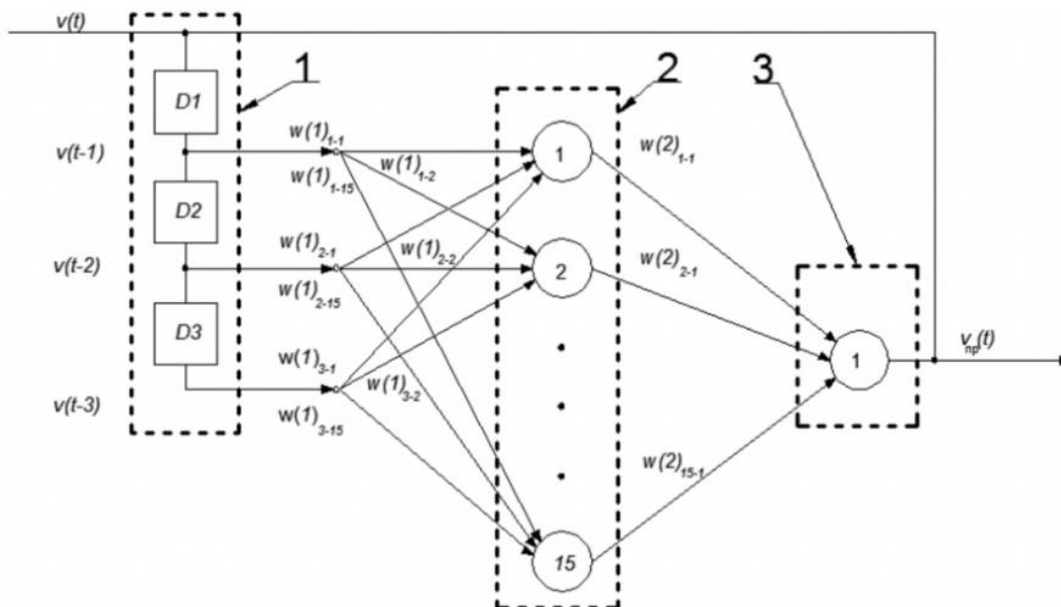 v(t)
1
2
3
D1
w(1)1-1
w(2)1-1
v(t-1)
w(1)1-2
1
w(1)1-15
D2
w(1)2-1
w(1)2-2
w(2)2-1
v(t-2)
2
w(1)2-15
D3
vпр(t)
w(1)3-1
1
w(1)3-2
v(t-3)
w(1)3-15
w(2)15-1
15